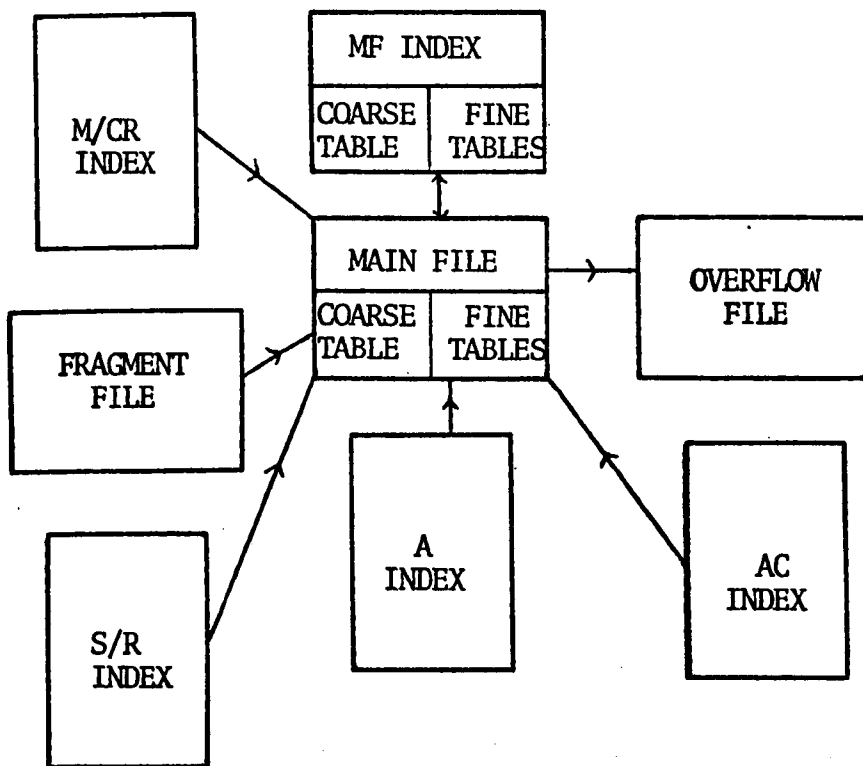 MF INDEX
COARSE
TABLE
FINE
TABLES
M/CR
INDEX
MAIN FILE
COARSE
TABLE
FINE
TABLES
OVERFLOW
FILE
FRAGMENT
FILE
A
INDEX
AC
INDEX
S/R
INDEX